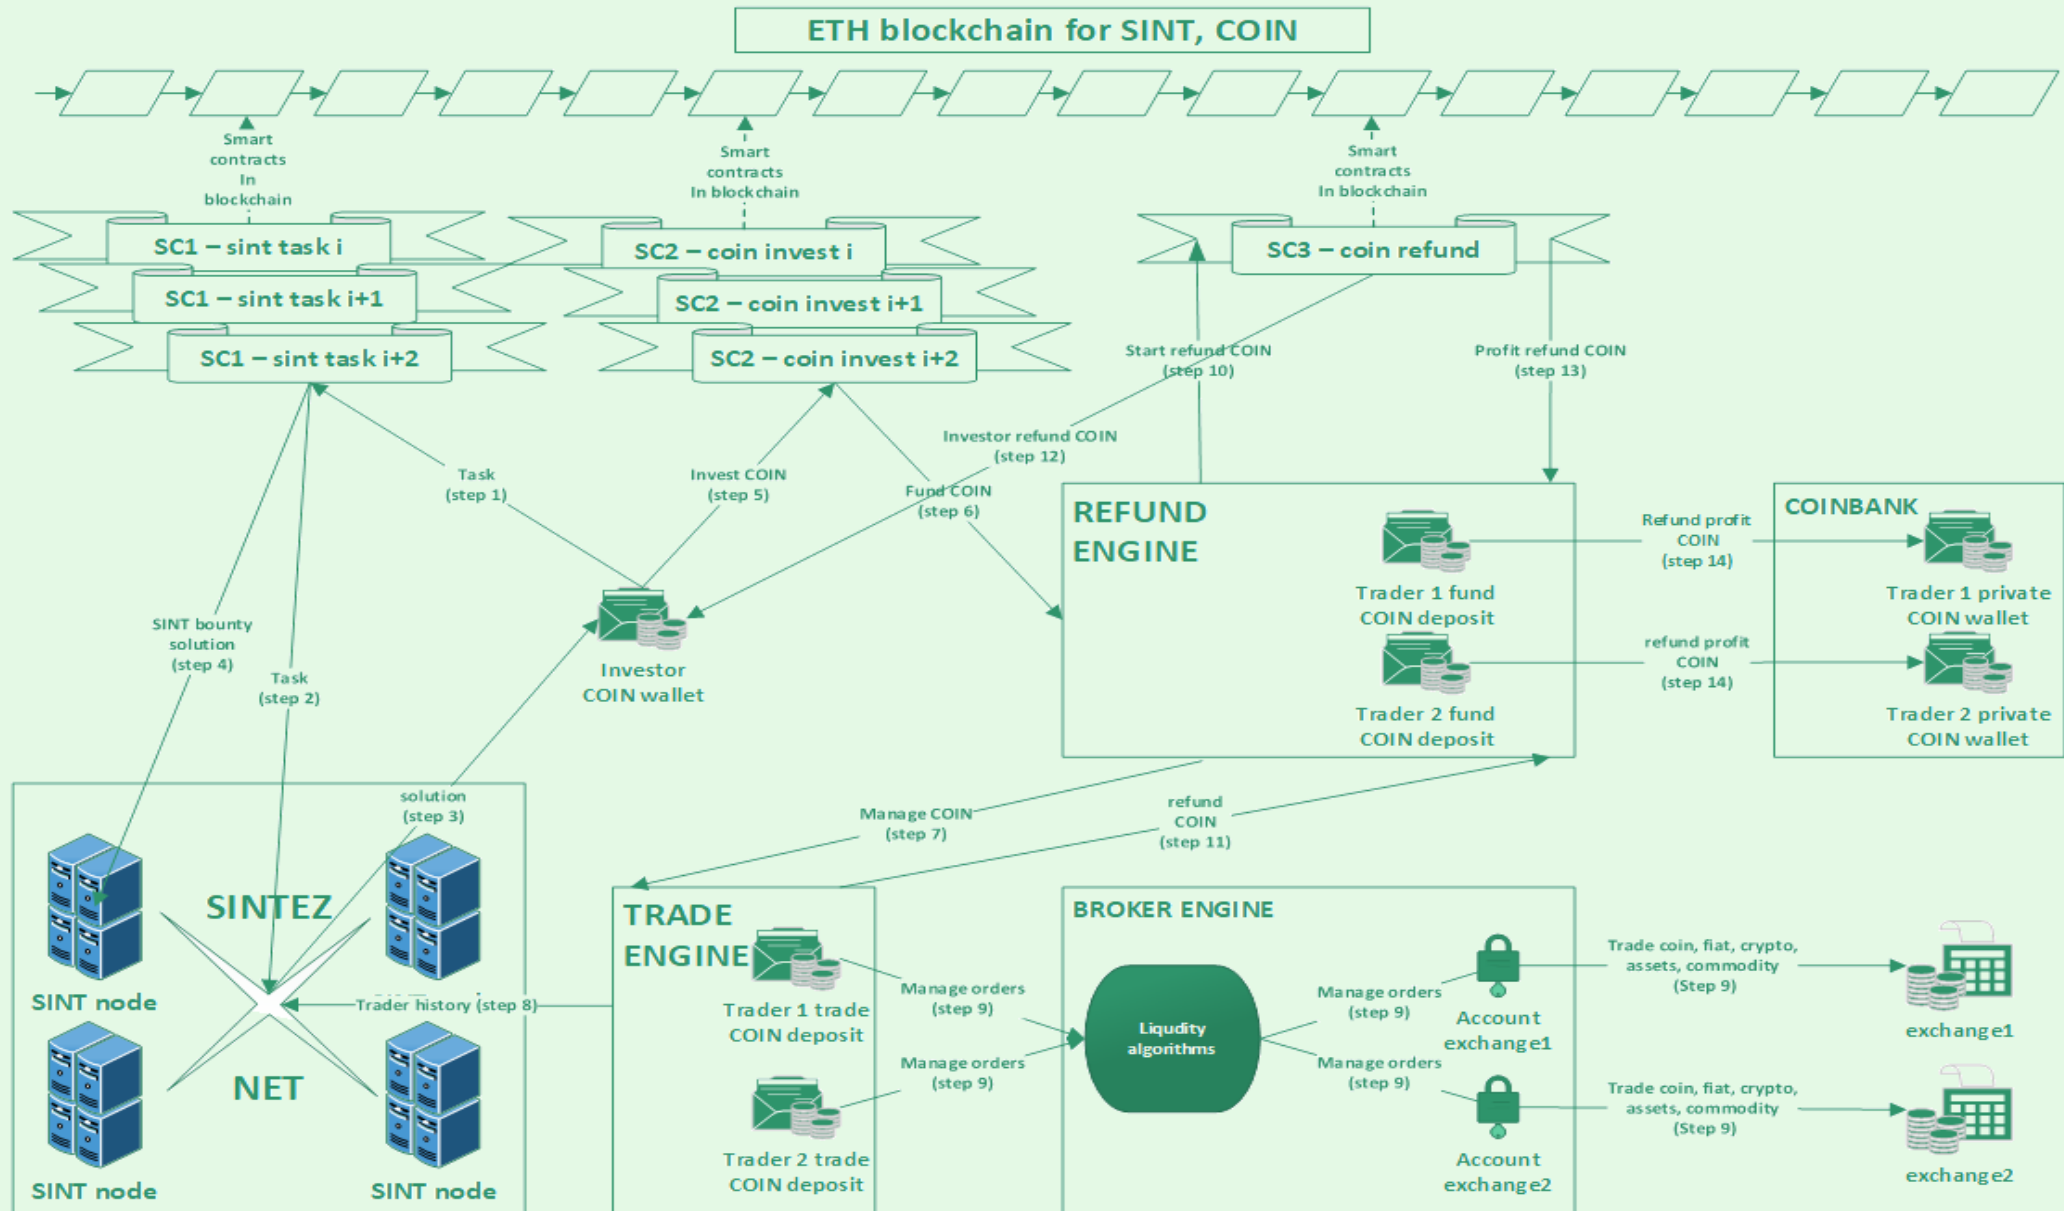 ETH blockchain for SINT, COIN
Smart
contracts
In
blockchain
Smart
contracts
In blockchain
Smart
contracts
In blockchain
SC1 – sint task i
SC1 – sint task i+1
SC1 – sint task i+2
SC2 – coin invest i
SC2 – coin invest i+1
SC2 – coin invest i+2
SC3 – coin refund
Start refund COIN
(step 10)
Profit refund COIN
(step 13)
Investor refund COIN
(step 12)
Task
(step 1)
Invest COIN
(step 5)
Fund COIN
(step 6)
SINT bounty
solution
(step 4)
Task
(step 2)
Investor
COIN wallet
REFUND
ENGINE
Trader 1 fund
COIN deposit
Trader 2 fund
COIN deposit
Refund profit
COIN
(step 14)
refund profit
COIN
(step 14)
COINBANK
Trader 1 private
COIN wallet
Trader 2 private
COIN wallet
solution
(step 3)
Manage COIN
(step 7)
refund
COIN
(step 11)
SINTEZ
NET
SINT node
SINT node
SINT node
Trader history (step 8)
TRADE
ENGINE
Trader 1 trade
COIN deposit
Trader 2 trade
COIN deposit
Manage orders
(step 9)
Manage orders
(step 9)
BROKER ENGINE
Liqudity
algorithms
Manage orders
(step 9)
Manage orders
(step 9)
Account
exchange1
Account
exchange2
Trade coin, fiat, crypto,
assets, commodity
(Step 9)
Trade coin, fiat, crypto,
assets, commodity
(Step 9)
exchange1
exchange2